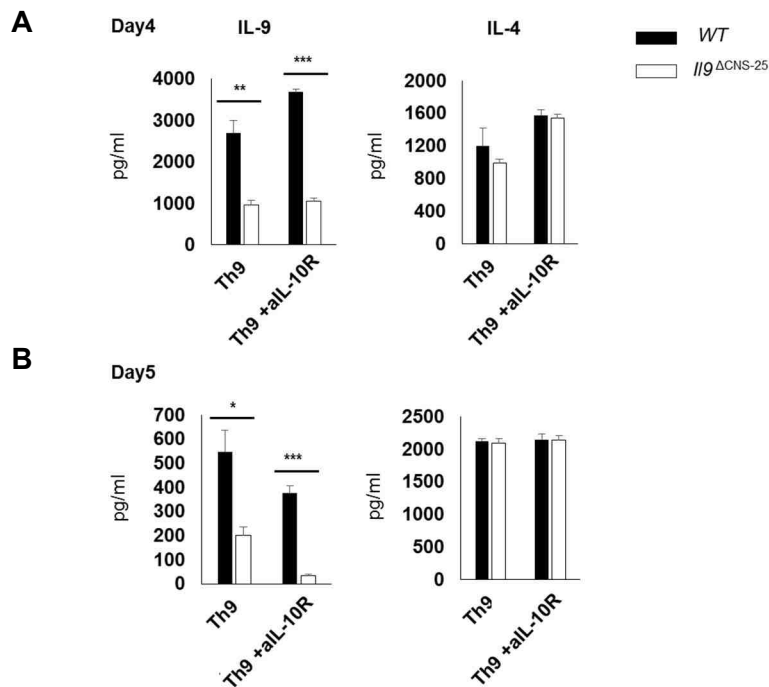 A
Day4
IL-9
IL-4
WT
Il9 ΔCNS-25
pg/ml
4000
3000
2000
1000
0
**
***
Th9
Th9 +aIL-10R
pg/ml
2000
1600
1200
800
400
0
Th9
Th9 +aIL-10R
B
Day5
pg/ml
700
600
500
400
300
200
100
0
*
***
Th9
Th9 +aIL-10R
pg/ml
2500
2000
1500
1000
500
0
Th9
Th9 +aIL-10R